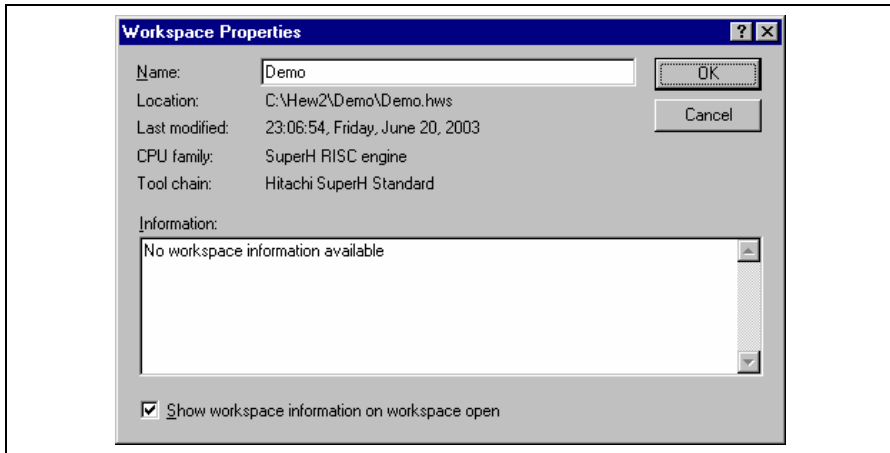 Workspace Properties
Name: Demo
OK
Location: C:\Hew2\Demo\Demo.hws
Cancel
Last modified: 23:06:54, Friday, June 20, 2003
CPU family: SuperH RISC engine
Tool chain: Hitachi SuperH Standard
Information:
No workspace information available
Show workspace information on workspace open